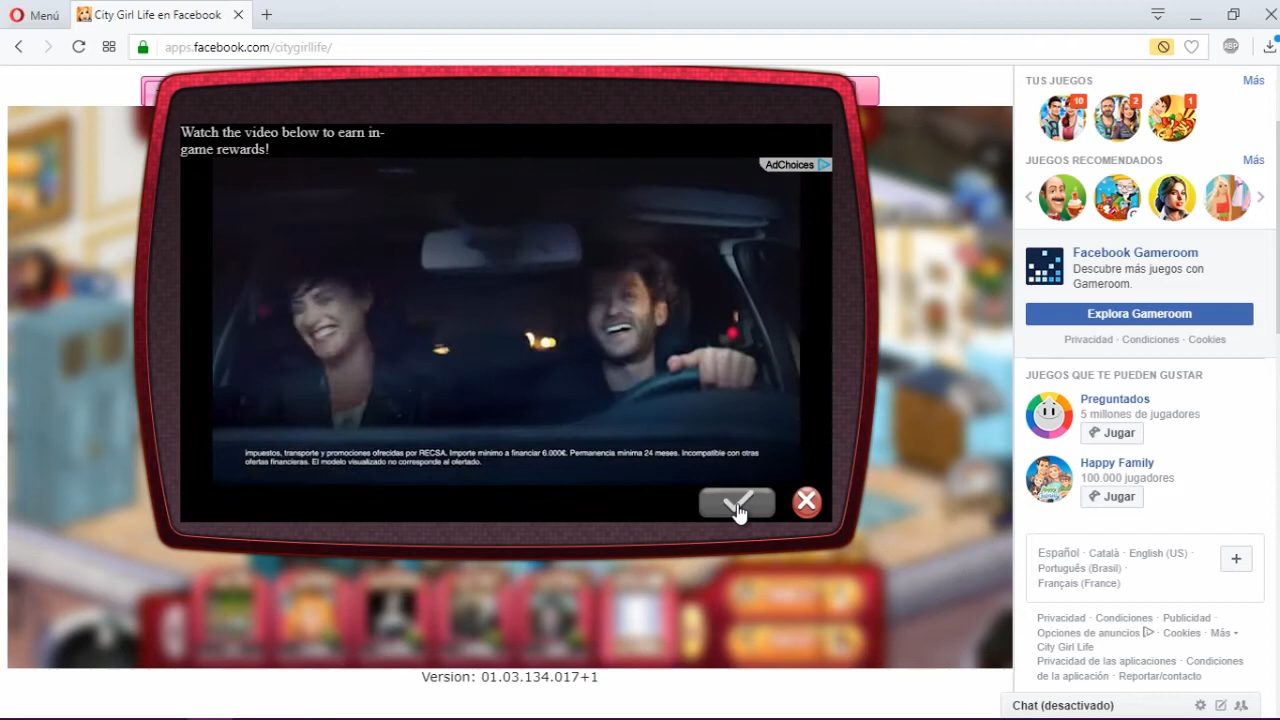 Menú
City Girl Life en Facebook
apps.facebook.com/citygirllife/
ABP
Watch the video below to earn in-
game rewards!
AdChoices
Impuestos, transporte y promociones ofrecidas por RECSA. Importe mínimo a financiar 6.000€. Permanencia mínima 24 meses. Incompatible con otras
ofertas financieras. El modelo visualizado no corresponde al ofertado.
Version: 01.03.134.017+1
TUS JUEGOS Más
10 2 1
JUEGOS RECOMENDADOS Más
Facebook Gameroom
Descubre más juegos con
Gameroom.
Explora Gameroom
Privacidad · Condiciones · Cookies
JUEGOS QUE TE PUEDEN GUSTAR
Preguntados
5 millones de jugadores
Jugar
Happy Family
100.000 jugadores
Jugar
Español · Català · English (US) ·
Português (Brasil) ·
Français (France)
Privacidad · Condiciones · Publicidad ·
Opciones de anuncios · Cookies · Más
City Girl Life
Privacidad de las aplicaciones · Condiciones
de la aplicación · Reportar/contacto
Chat (desactivado)